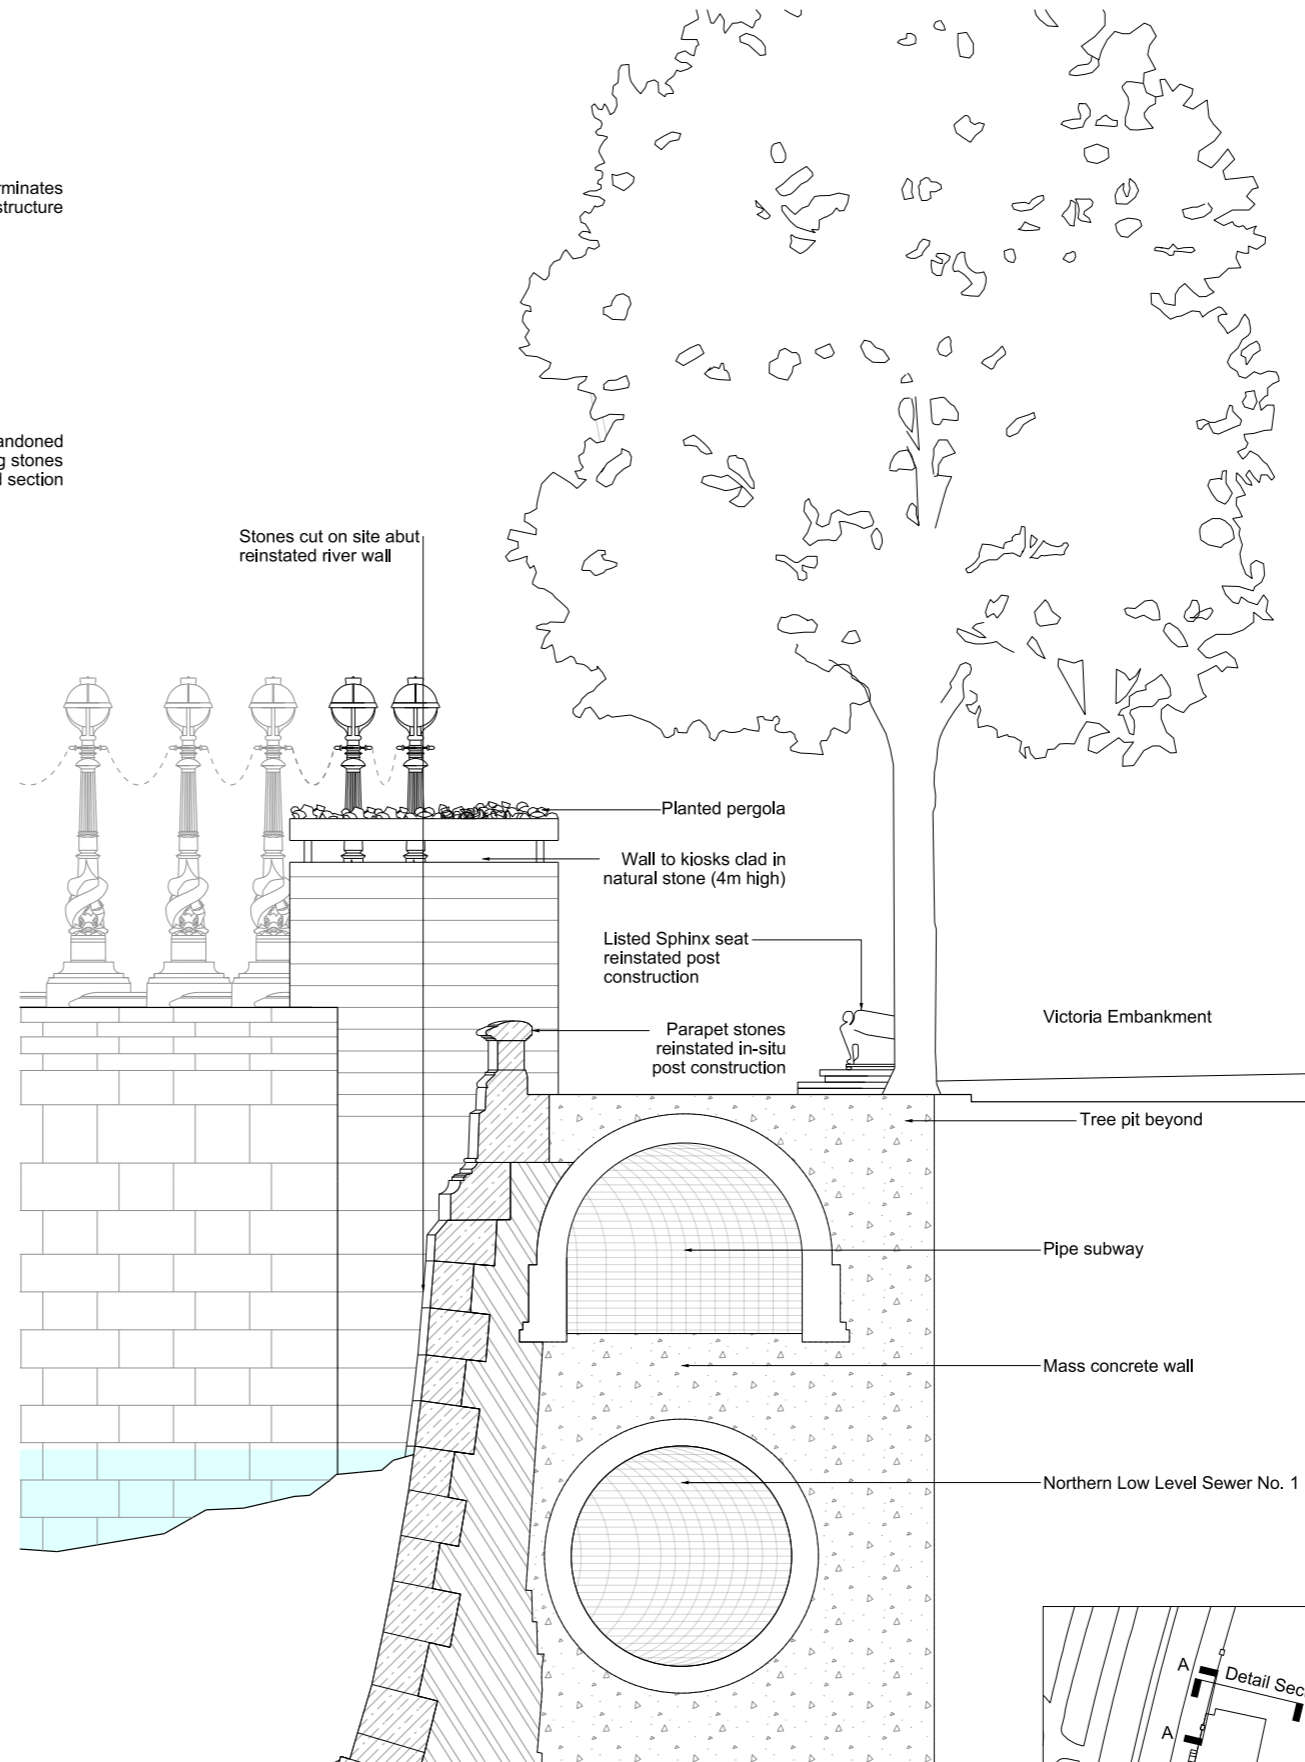 rminates
structure
andoned
g stones
section
Stones cut on site abut
reinstated river wall
Planted pergola
Wall to kiosks clad in
natural stone (4m high)
Listed Sphinx seat
reinstated post
construction
Victoria Embankment
Parapet stones
reinstated in-situ
post construction
Tree pit beyond
Pipe subway
Mass concrete wall
Northern Low Level Sewer No. 1
A
Detail Sec
A